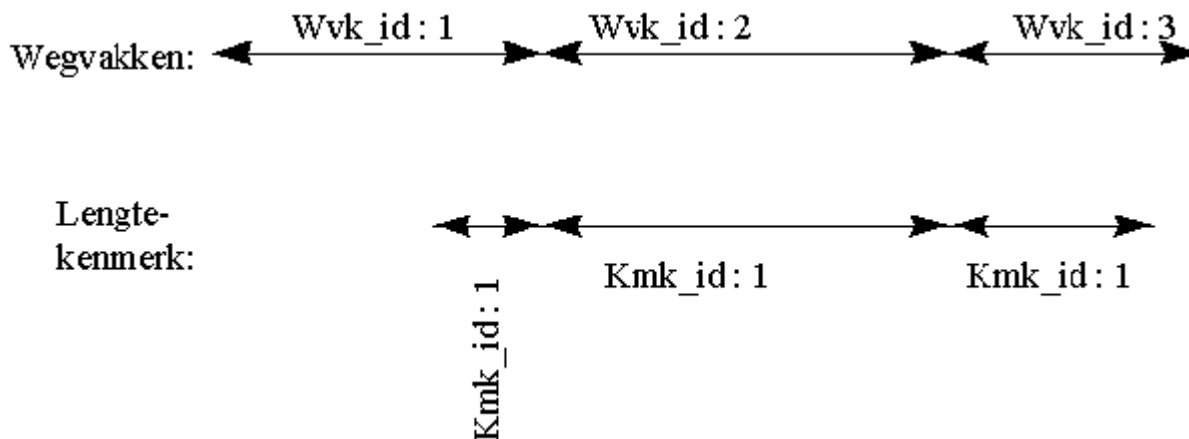 Wegvakken:
Wvk_id : 1
Wvk_id : 2
Wvk_id : 3
Lengte-
kenmerk:
Kmk_id : 1
Kmk_id : 1
Kmk_id : 1